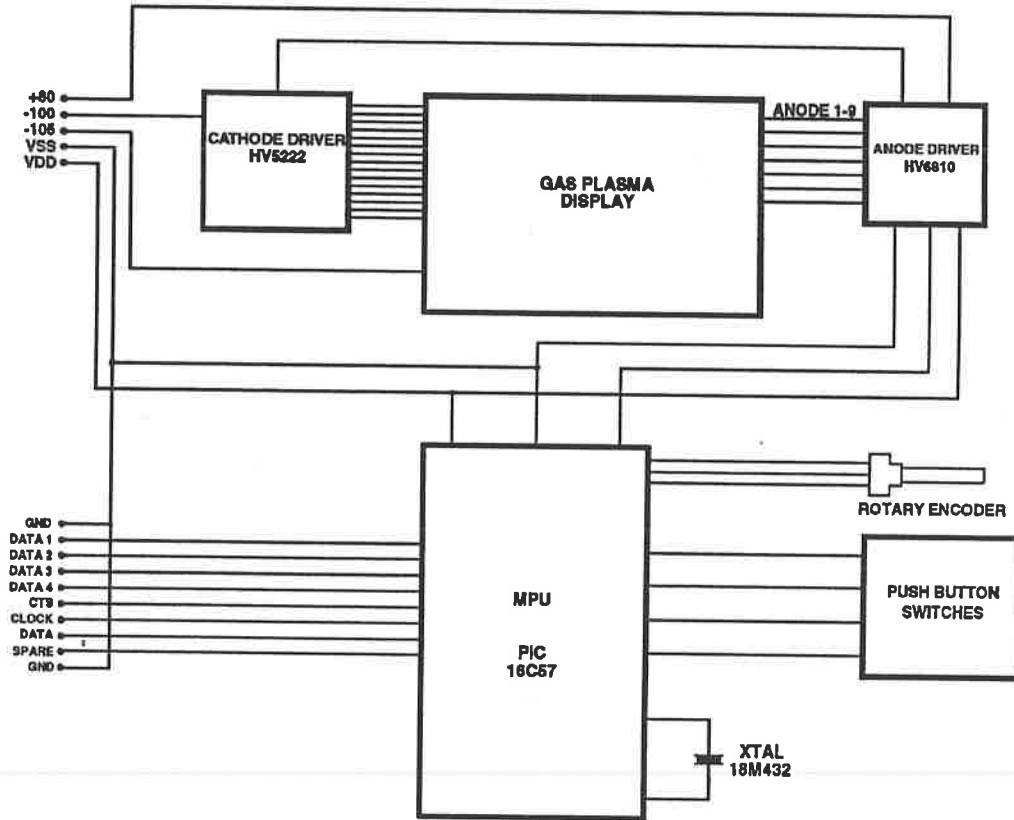 +80
-100
-105
VSS
VDD
CATHODE DRIVER
HV5222
GAS PLASMA
DISPLAY
ANODE 1-9
ANODE DRIVER
HV6810
ROTARY ENCODER
GND
DATA 1
DATA 2
DATA 3
DATA 4
CTS
CLOCK
DATA
SPARE
GND
MPU
PIC
16C57
PUSH BUTTON
SWITCHES
XTAL
18M432